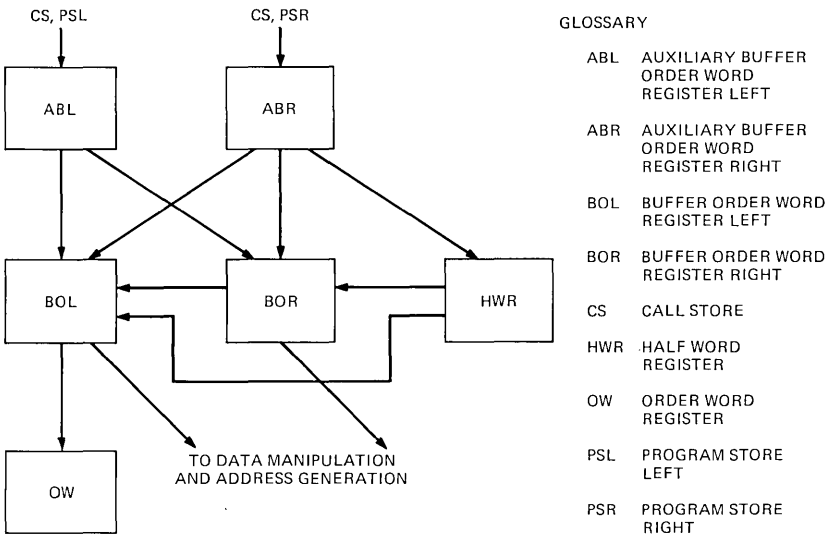 CS, PSL
CS, PSR
ABL
ABR
BOL
BOR
HWR
OW
TO DATA MANIPULATION
AND ADDRESS GENERATION
GLOSSARY
ABL AUXILIARY BUFFER
ORDER WORD
REGISTER LEFT
ABR AUXILIARY BUFFER
ORDER WORD
REGISTER RIGHT
BOL BUFFER ORDER WORD
REGISTER LEFT
BOR BUFFER ORDER WORD
REGISTER RIGHT
CS CALL STORE
HWR HALF WORD
REGISTER
OW ORDER WORD
REGISTER
PSL PROGRAM STORE
LEFT
PSR PROGRAM STORE
RIGHT